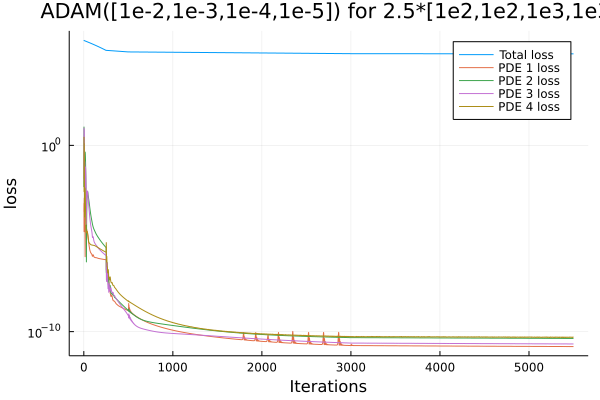 ADAM([1e-2,1e-3,1e-4,1e-5]) for 2.5*[1e2,1e2,1e3,1e3
Total loss
PDE 1 loss
PDE 2 loss
PDE 3 loss
PDE 4 loss
10⁰
loss
10⁻¹⁰
0 1000 2000 3000 4000 5000
Iterations